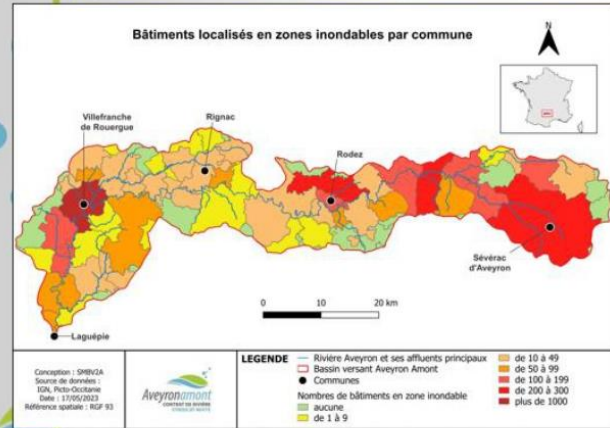 Bâtiments localisés en zones inondables par commune
N
Villefranche
de Rouergue
Rignac
Rodez
Sévérac
d'Aveyron
Laguépie
0 10 20 km
Conception : SMBV2A
Source de données :
IGN, Picto-Occitanie
Date : 17/05/2023
Référence spatiale : RGF 93
Aveyronamont
LEGENDE
Rivière Aveyron et ses affluents principaux
Bassin versant Aveyron Amont
Communes
Nombres de bâtiments en zone inondable
aucune
de 1 à 9
de 10 à 49
de 50 à 99
de 100 à 199
de 200 à 300
plus de 1000